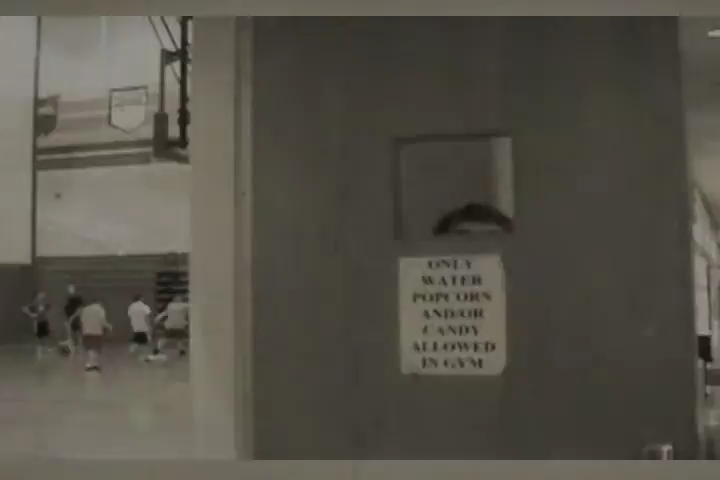 ONLY
WATER
POPCORN
AND/OR
CANDY
ALLOWED
IN GYM